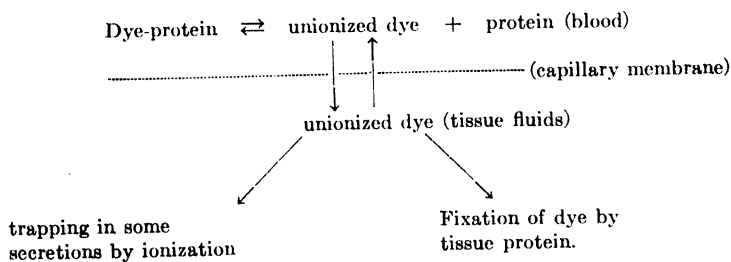 Dye-protein ⇄ unionized dye + protein (blood)
(capillary membrane)
unionized dye (tissue fluids)
trapping in some
secretions by ionization
Fixation of dye by
tissue protein.